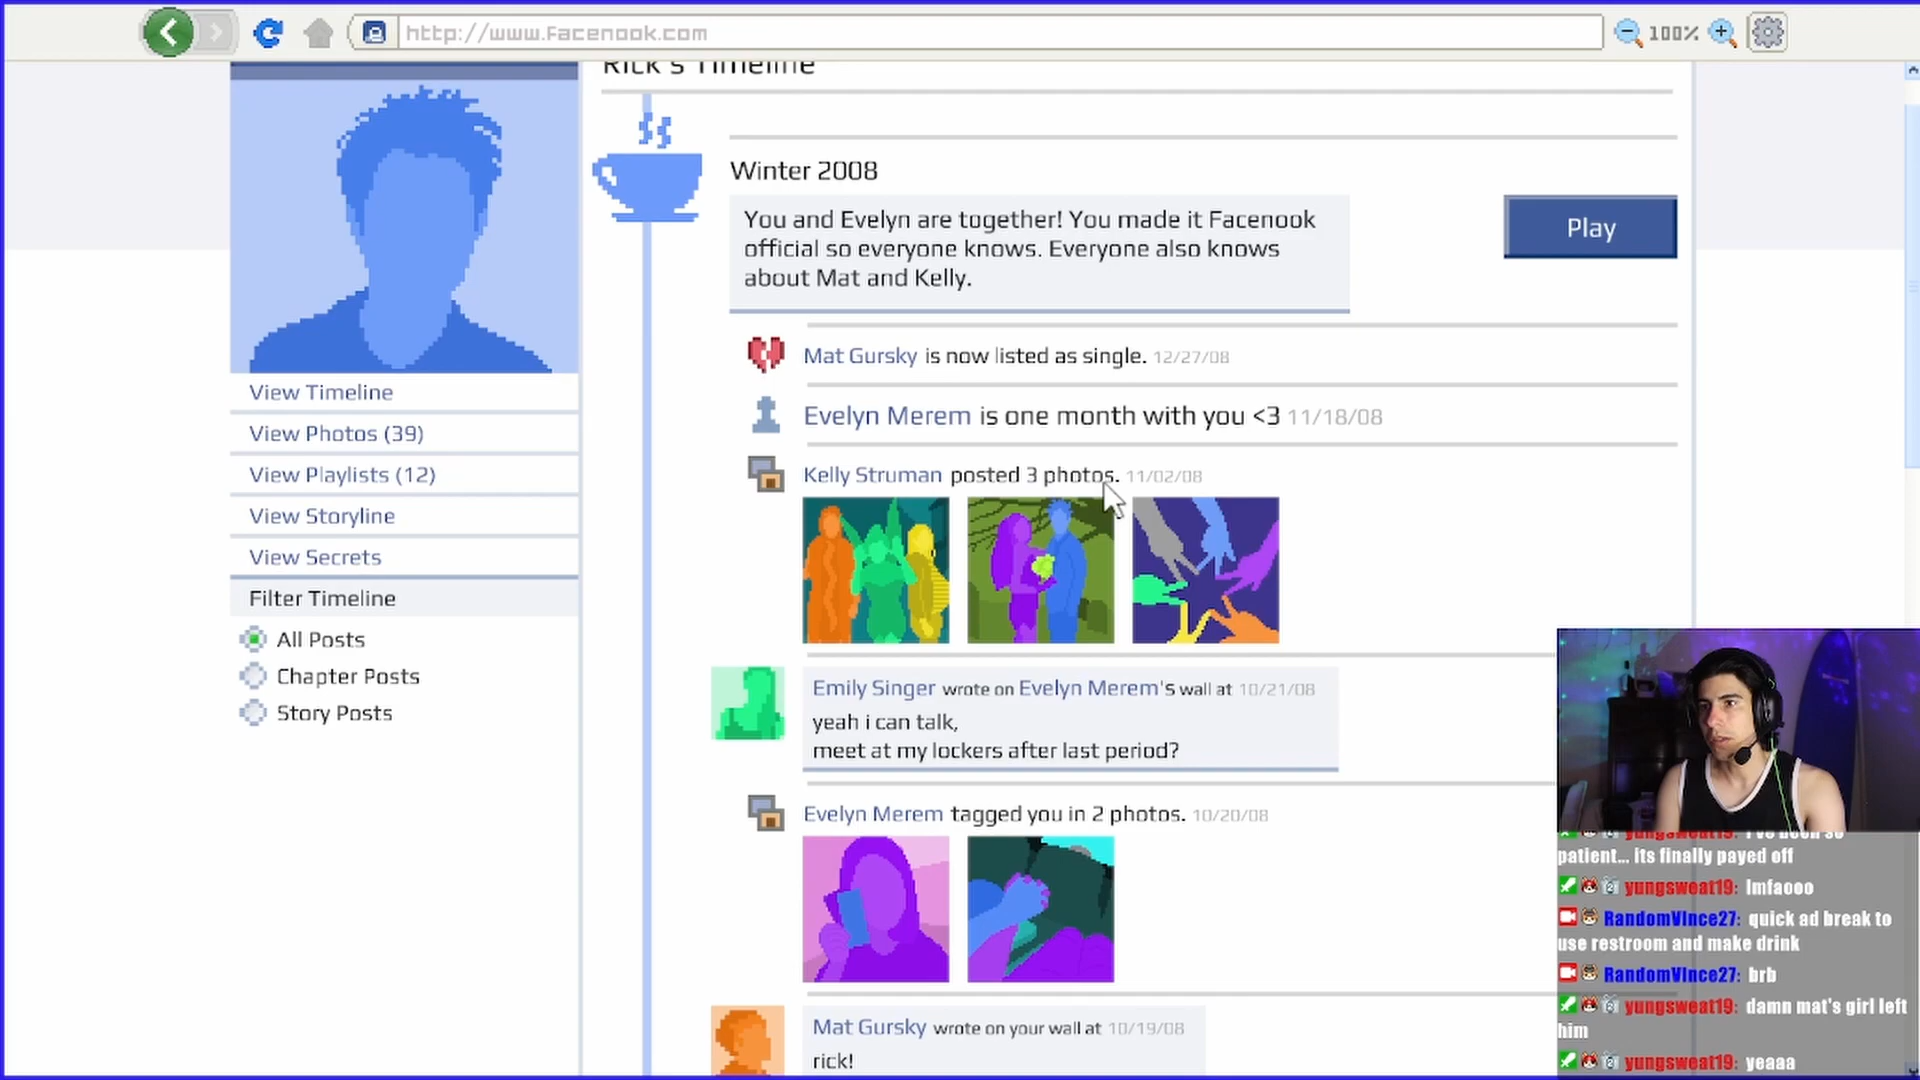 http://www.Facenook.com
100%
Rick's Timeline
Winter 2008
You and Evelyn are together! You made it Facenook
official so everyone knows. Everyone also knows
about Mat and Kelly.
Play
Mat Gursky is now listed as single. 12/27/08
Evelyn Merem is one month with you <3 11/18/08
Kelly Struman posted 3 photos. 11/02/08
Emily Singer wrote on Evelyn Merem's wall at 10/21/08
yeah i can talk,
meet at my lockers after last period?
Evelyn Merem tagged you in 2 photos. 10/20/08
Mat Gursky wrote on your wall at 10/19/08
rick!
View Timeline
View Photos (39)
View Playlists (12)
View Storyline
View Secrets
Filter Timeline
All Posts
Chapter Posts
Story Posts
yungsweat19: I've been so
patient... its finally payed off
yungsweat19: lmfaooo
RandomVince27: quick ad break to
use restroom and make drink
RandomVince27: brb
yungsweat19: damn mat's girl left
him
yungsweat19: yeaaa